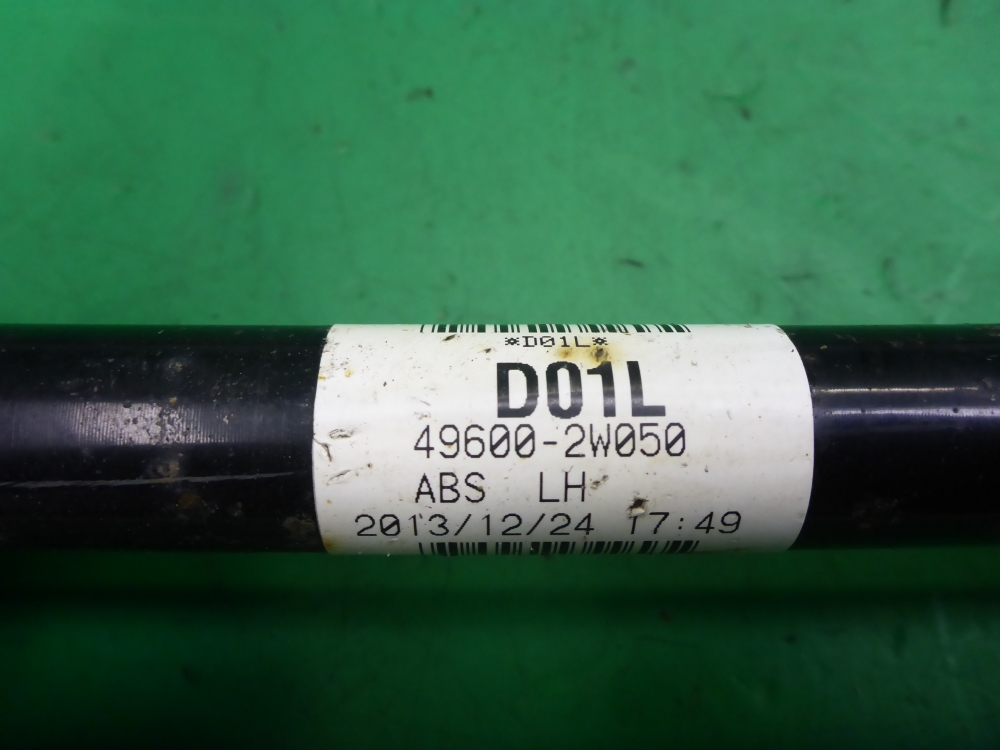 *D01L*
D01L
49600-2W050
ABS LH
2013/12/24 17:49